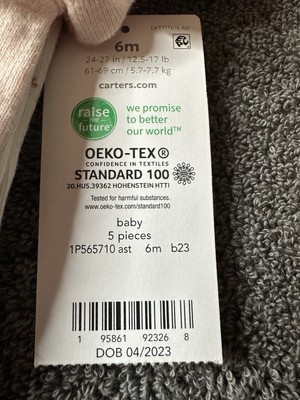 6m
24-27 in / 12.5-17 lb
61-69 cm / 5.7-7.7 kg
carters.com
raise
THE
future™
we promise
to better
our world™
OEKO-TEX®
CONFIDENCE IN TEXTILES
STANDARD 100
20.HUS.39362 HOHENSTEIN HTTI
Tested for harmful substances.
www.oeko-tex.com/standard100
baby
5 pieces
1P565710 ast 6m b23
1 95861 92326 8
DOB 04/2023